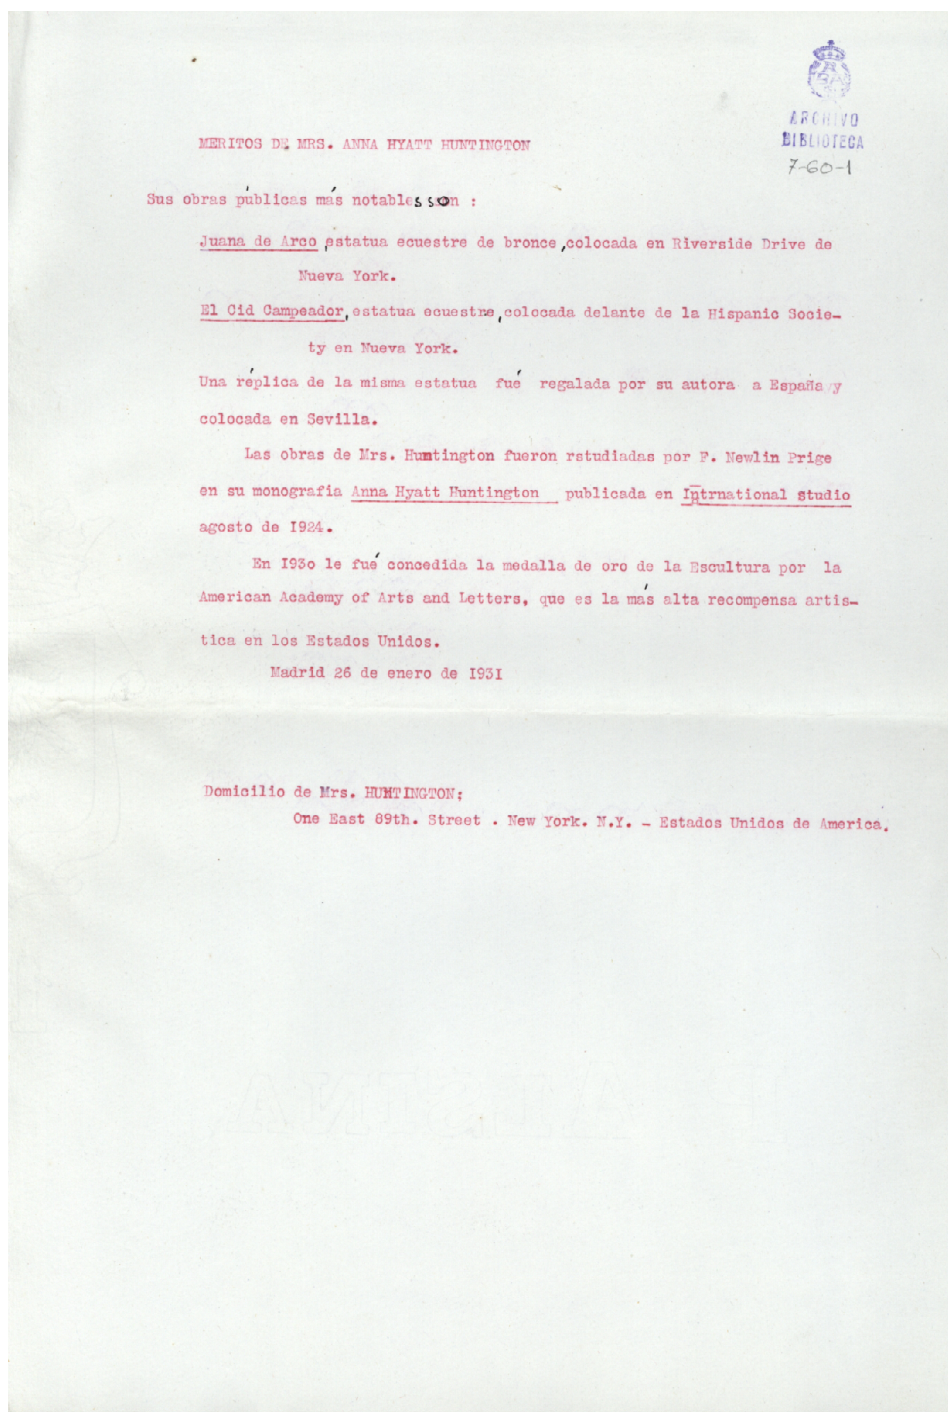 ARCHIVO
BIBLIOTECA
7-60-1
MERITOS DE MRS. ANNA HYATT HUNTINGTON
Sus obras públicas más notables son :
Juana de Arco ,estatua ecuestre de bronce,colocada en Riverside Drive de
Nueva York.
El Cid Campeador,estatua ecuestre,colocada delante de la Hispanic Socie-
ty en Nueva York.
Una réplica de la misma estatua fué regalada por su autora a España y
colocada en Sevilla.
Las obras de Mrs. Huntington fueron rstudiadas por F. Newlin Prige
en su monografia Anna Hyatt Huntington publicada en Intrnational studio
agosto de I924.
En I93o le fué concedida la medalla de oro de la Escultura por la
American Academy of Arts and Letters, que es la más alta recompensa artis-
tica en los Estados Unidos.
Madrid 26 de enero de I93I
Domicilio de Mrs. HUNTINGTON;
One East 89th. Street . New York. N.Y. - Estados Unidos de America.